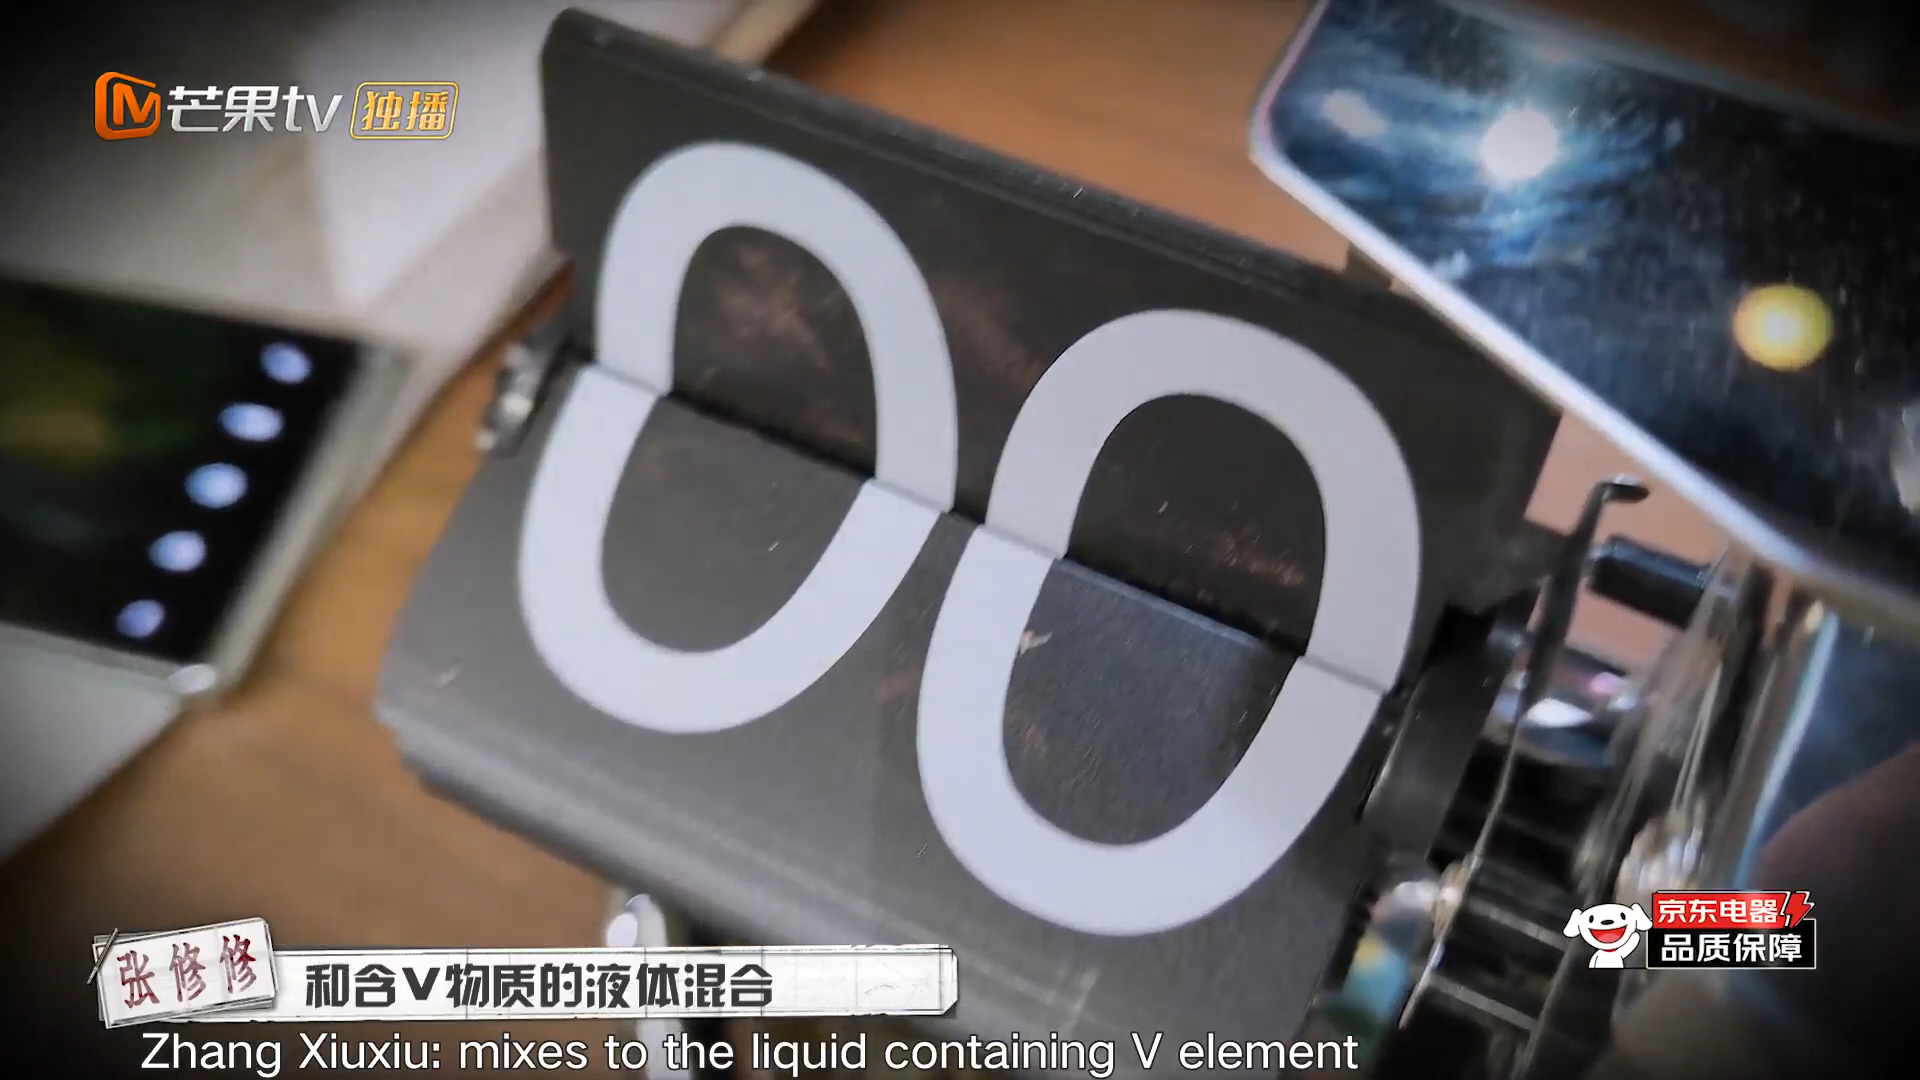 芒果tv 独播
00
京东电器
品质保障
张修修
和含V物质的液体混合
Zhang Xiuxiu: mixes to the liquid containing V element